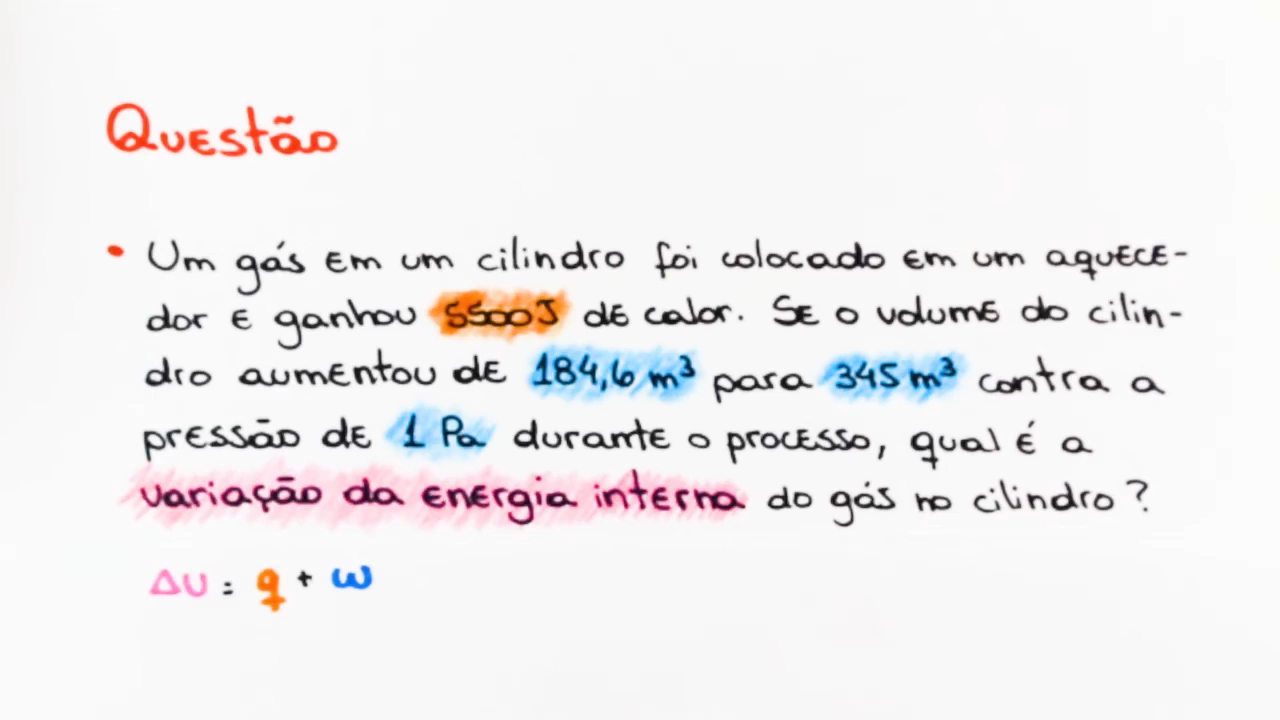 Questão
• Um gás em um cilindro foi colocado em um aquece-
dor e ganhou 5500J de calor. Se o volume do cilin-
dro aumentou de 184,6 m³ para 345 m³ contra a
pressão de 1 Pa durante o processo, qual é a
variação da energia interna do gás no cilindro?
ΔU = q + w